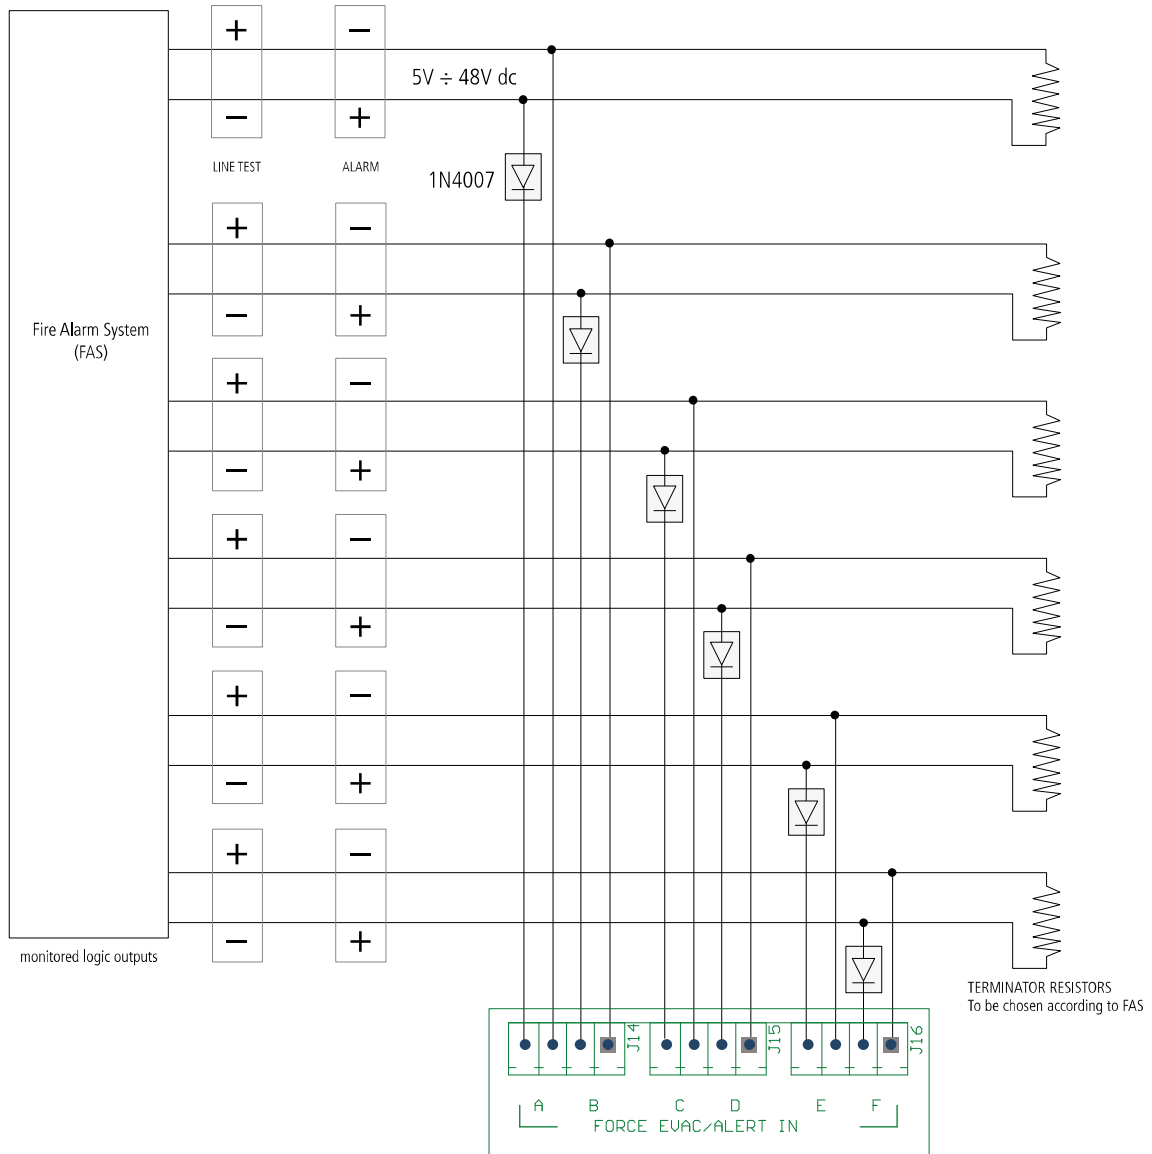 + −
5V ÷ 48V dc
− +
LINE TEST ALARM
1N4007
+ −
− +
Fire Alarm System
(FAS)
+ −
− +
+ −
− +
+ −
− +
+ −
− +
monitored logic outputs
TERMINATOR RESISTORS
To be chosen according to FAS
J14 J15 J16
A B C D E F
FORCE EVAC/ALERT IN